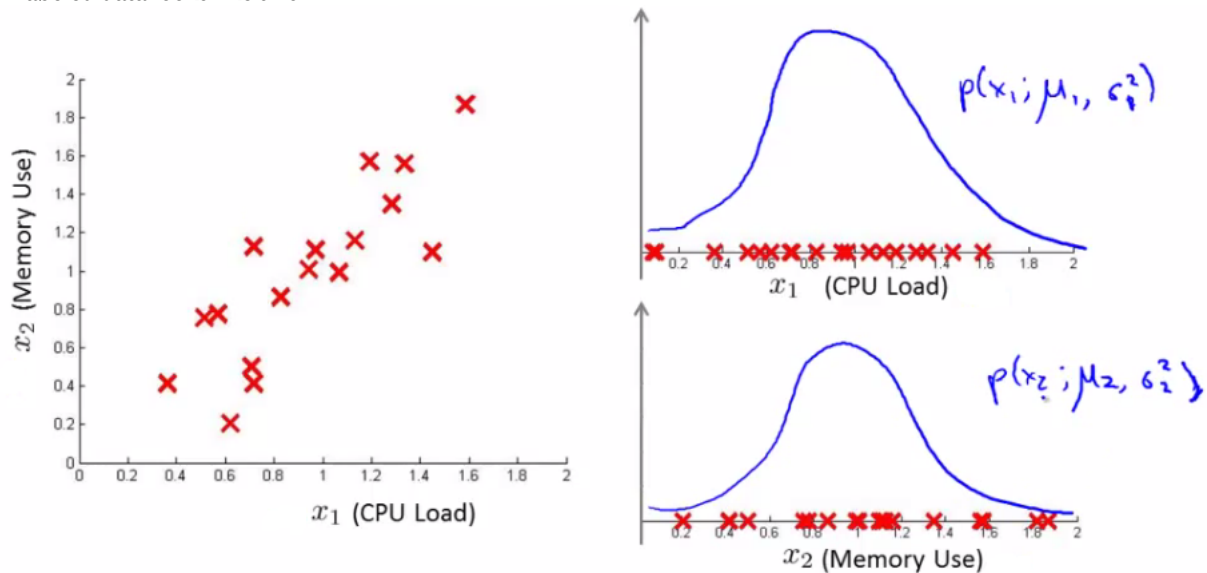 2
1.8
1.6
1.4
1.2
1
0.8
0.6
0.4
0.2
0
x₂ (Memory Use)
0 0.2 0.4 0.6 0.8 1 1.2 1.4 1.6 1.8 2
x₁ (CPU Load)
p(x₁; μ₁, σ₁²)
0.2 0.4 0.6 0.8 1 1.2 1.4 1.6 1.8 2
x₁ (CPU Load)
p(x₂; μ₂, σ₂²)
0.2 0.4 0.6 0.8 1 1.2 1.4 1.6 1.8 2
x₂ (Memory Use)